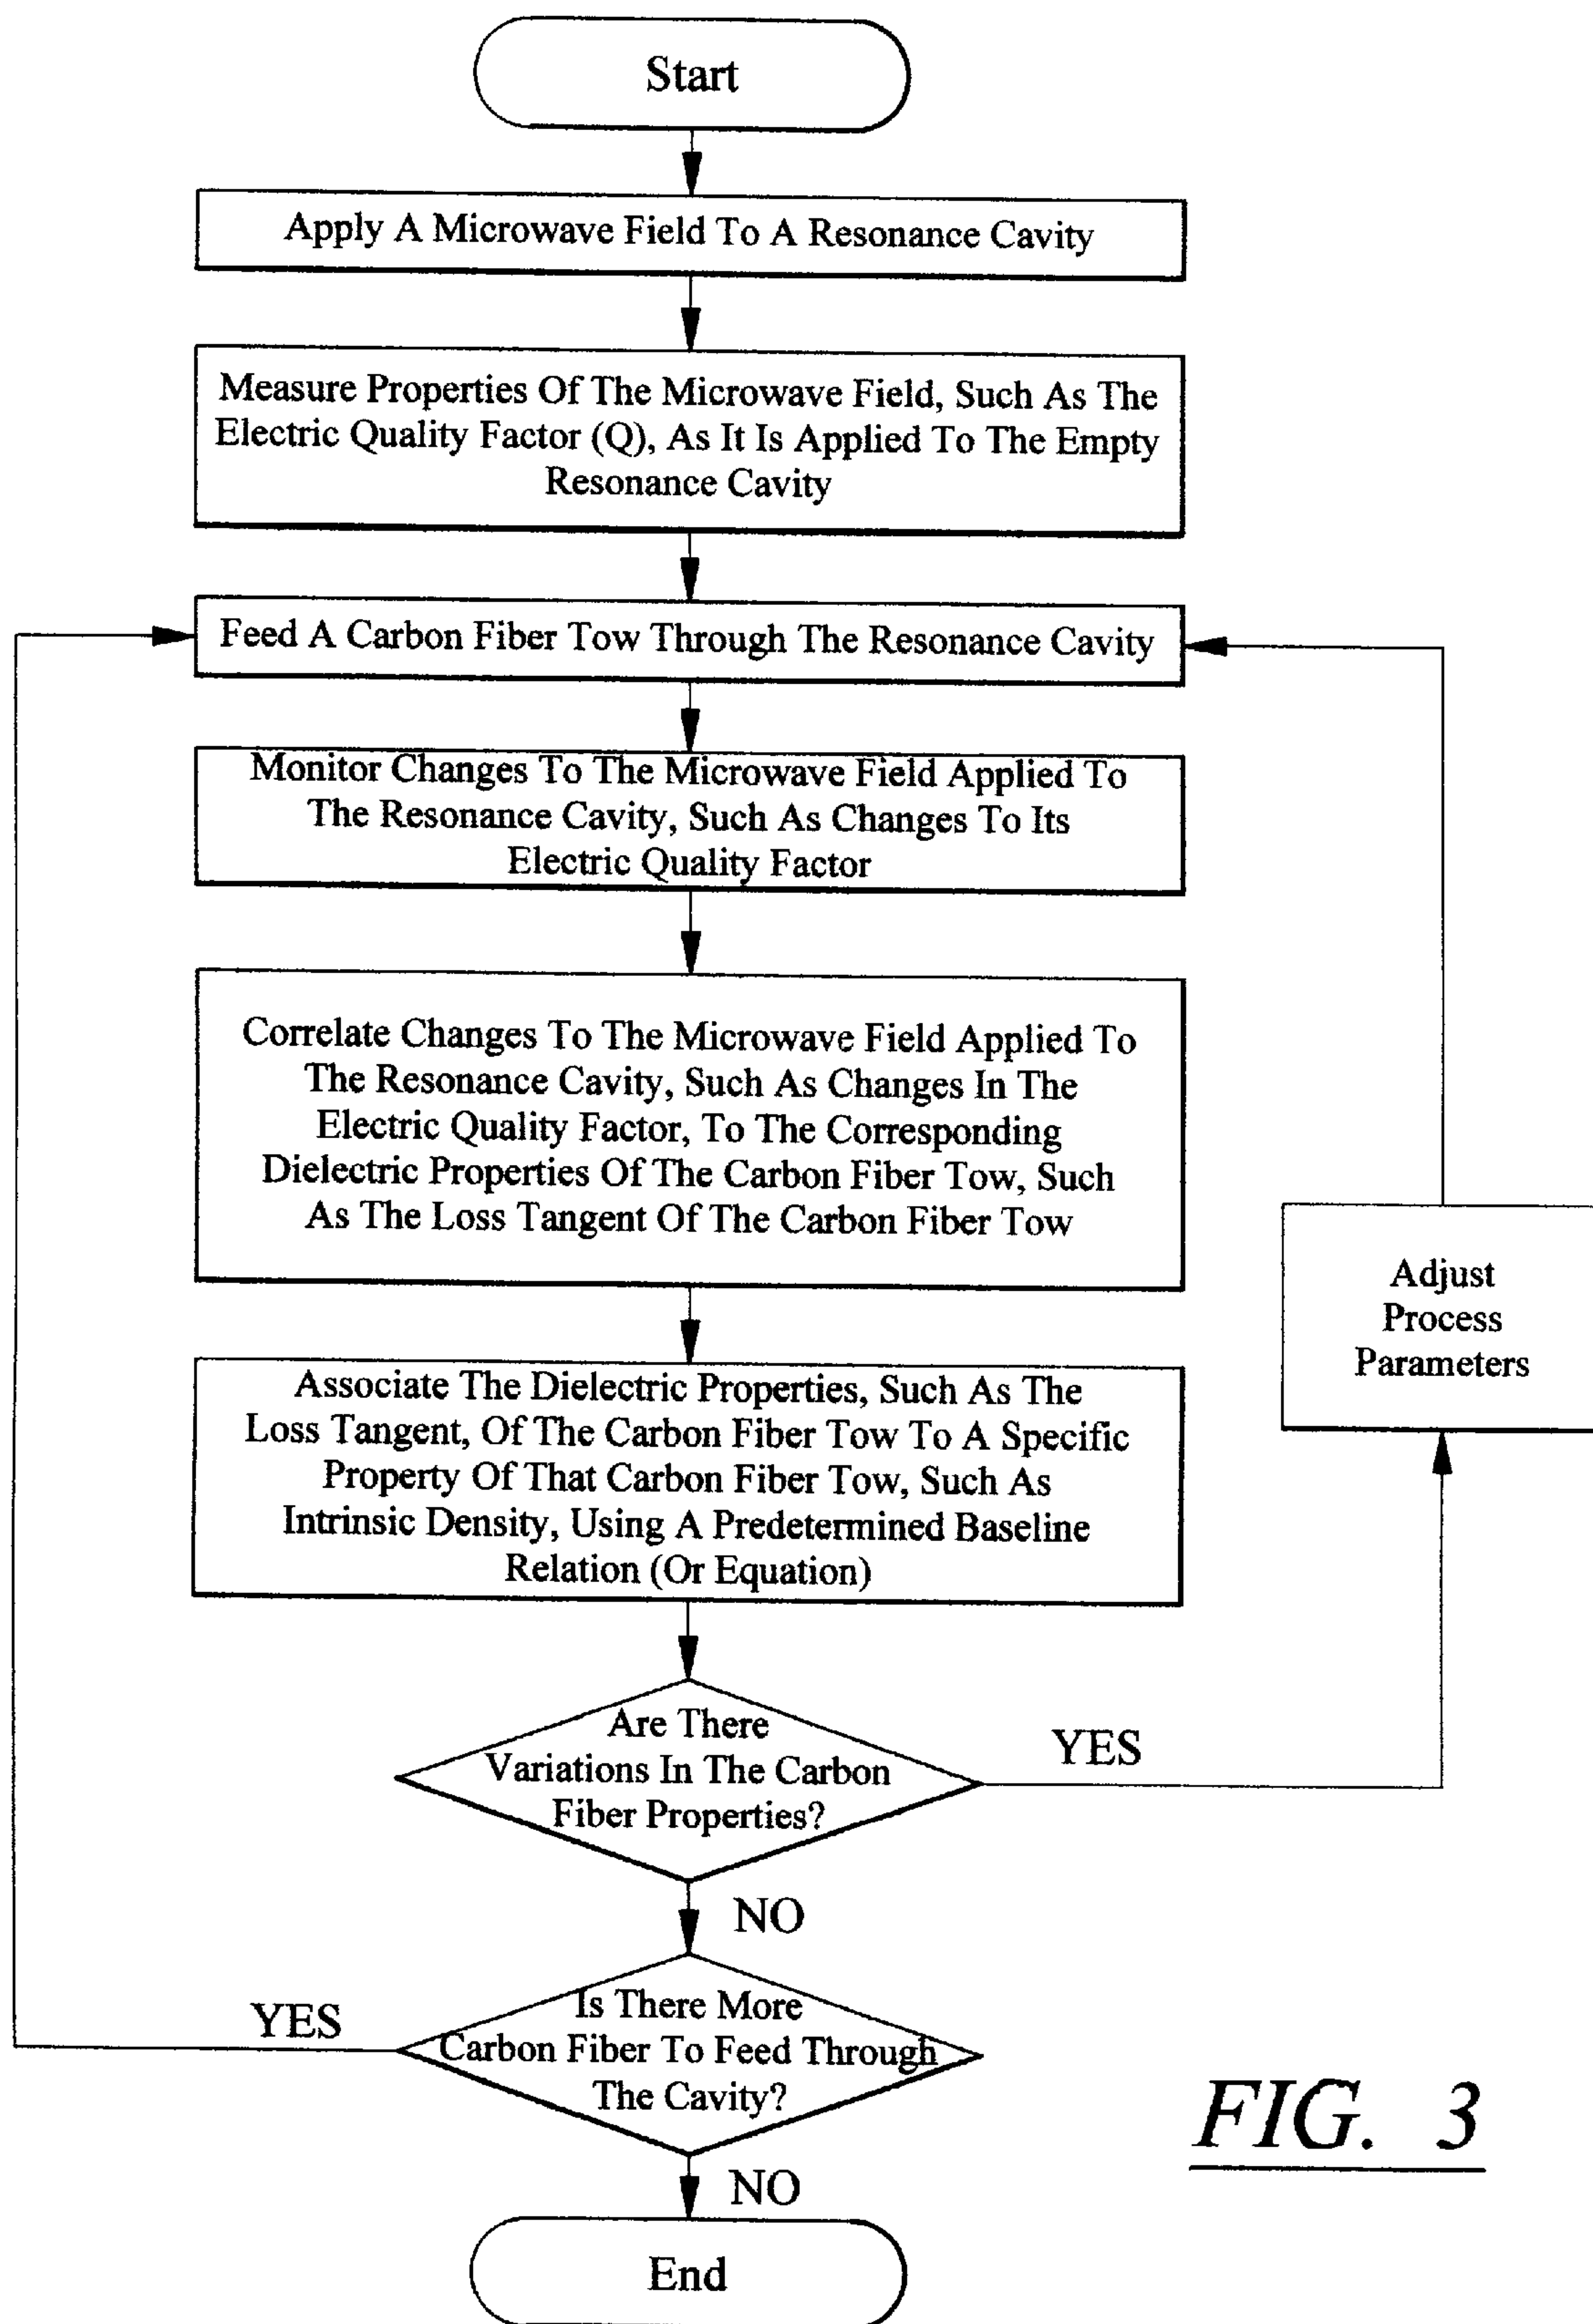 Start
Apply A Microwave Field To A Resonance Cavity
Measure Properties Of The Microwave Field, Such As The
Electric Quality Factor (Q), As It Is Applied To The Empty
Resonance Cavity
Feed A Carbon Fiber Tow Through The Resonance Cavity
Monitor Changes To The Microwave Field Applied To
The Resonance Cavity, Such As Changes To Its
Electric Quality Factor
Correlate Changes To The Microwave Field Applied To
The Resonance Cavity, Such As Changes In The
Electric Quality Factor, To The Corresponding
Dielectric Properties Of The Carbon Fiber Tow, Such
As The Loss Tangent Of The Carbon Fiber Tow
Adjust
Process
Parameters
Associate The Dielectric Properties, Such As The
Loss Tangent, Of The Carbon Fiber Tow To A Specific
Property Of That Carbon Fiber Tow, Such As
Intrinsic Density, Using A Predetermined Baseline
Relation (Or Equation)
Are There
Variations In The Carbon
Fiber Properties?
YES
NO
Is There More
Carbon Fiber To Feed Through
The Cavity?
YES
NO
End
FIG. 3